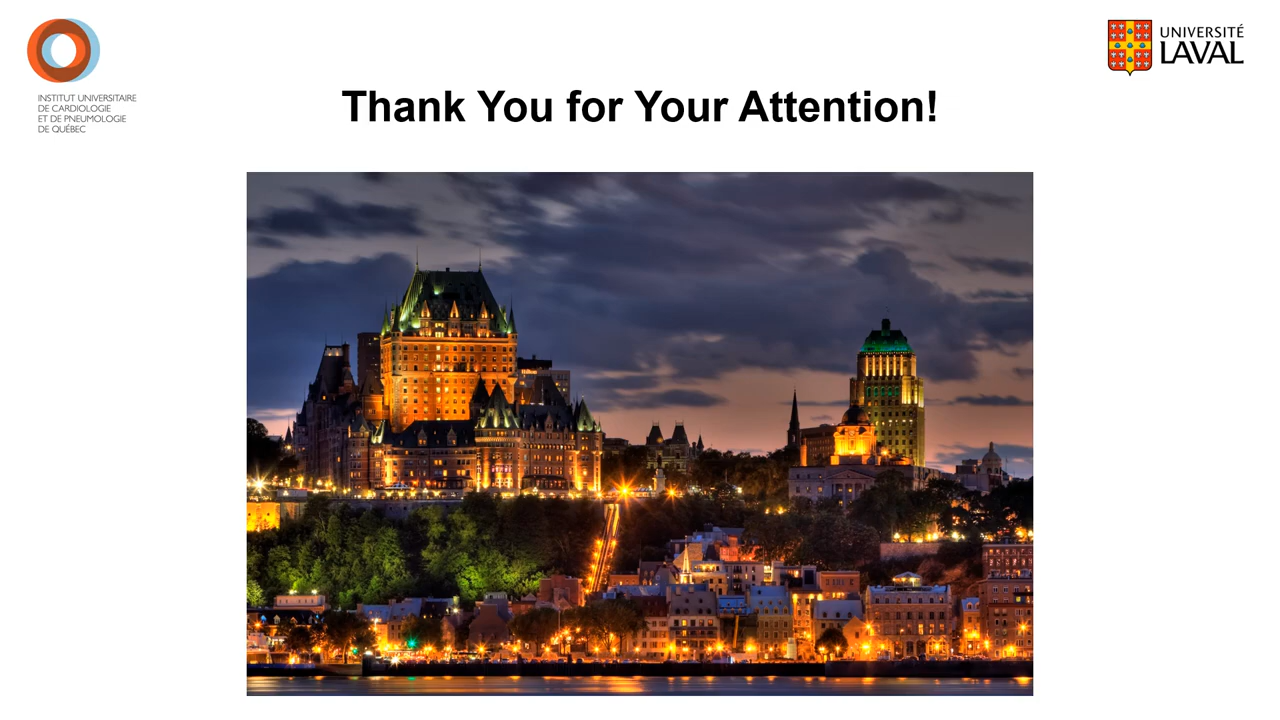 INSTITUT UNIVERSITAIRE
DE CARDIOLOGIE
ET DE PNEUMOLOGIE
DE QUÉBEC
UNIVERSITÉ
LAVAL
Thank You for Your Attention!